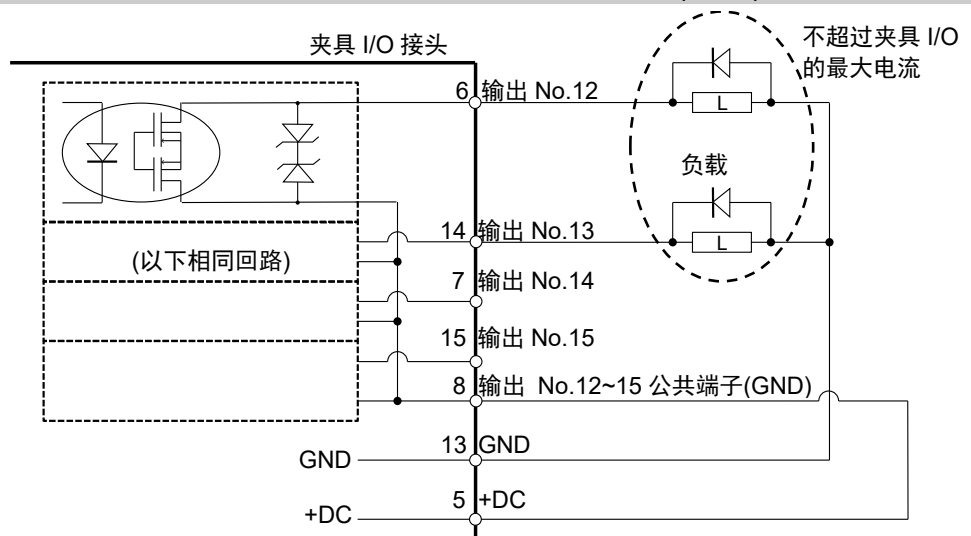 夹具 I/O 接头
不超过夹具 I/O
的最大电流
6 输出 No.12
L
负载
14 输出 No.13
L
(以下相同回路)
7 输出 No.14
15 输出 No.15
8 输出 No.12~15 公共端子(GND)
GND 13 GND
+DC 5 +DC